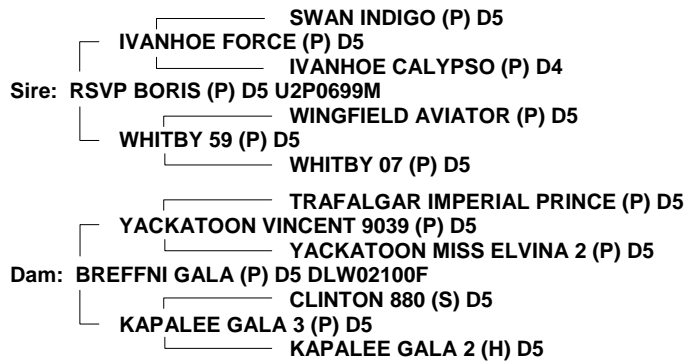 SWAN INDIGO (P) D5
IVANHOE FORCE (P) D5
IVANHOE CALYPSO (P) D4
Sire: RSVP BORIS (P) D5 U2P0699M
WINGFIELD AVIATOR (P) D5
WHITBY 59 (P) D5
WHITBY 07 (P) D5
TRAFALGAR IMPERIAL PRINCE (P) D5
YACKATOON VINCENT 9039 (P) D5
YACKATOON MISS ELVINA 2 (P) D5
Dam: BREFFNI GALA (P) D5 DLW02100F
CLINTON 880 (S) D5
KAPALEE GALA 3 (P) D5
KAPALEE GALA 2 (H) D5